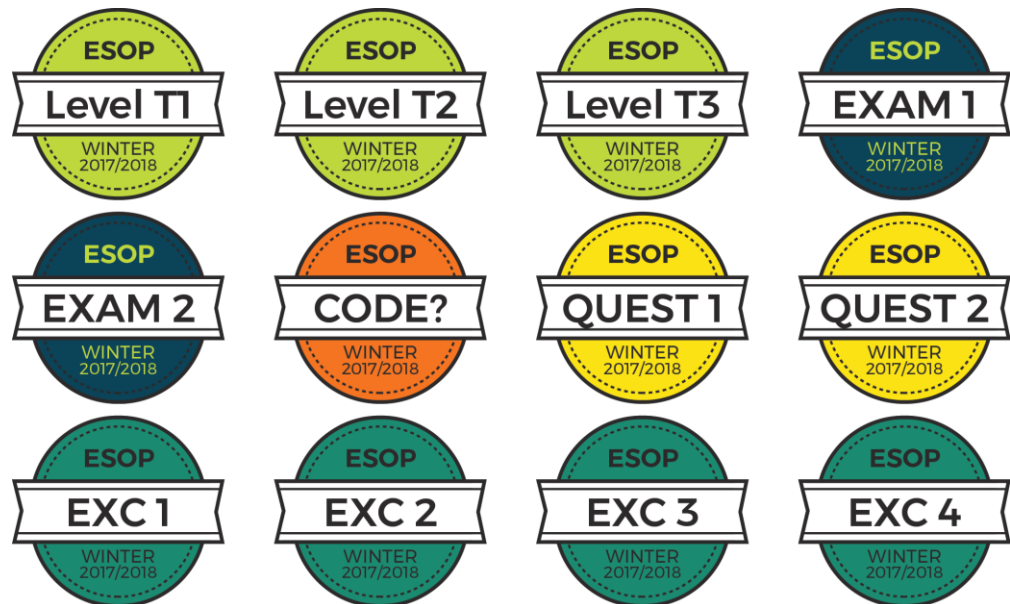 ESOP
Level T1
WINTER
2017/2018
ESOP
Level T2
WINTER
2017/2018
ESOP
Level T3
WINTER
2017/2018
ESOP
EXAM 1
WINTER
2017/2018
ESOP
EXAM 2
WINTER
2017/2018
ESOP
CODE?
WINTER
2017/2018
ESOP
QUEST 1
WINTER
2017/2018
ESOP
QUEST 2
WINTER
2017/2018
ESOP
EXC 1
WINTER
2017/2018
ESOP
EXC 2
WINTER
2017/2018
ESOP
EXC 3
WINTER
2017/2018
ESOP
EXC 4
WINTER
2017/2018